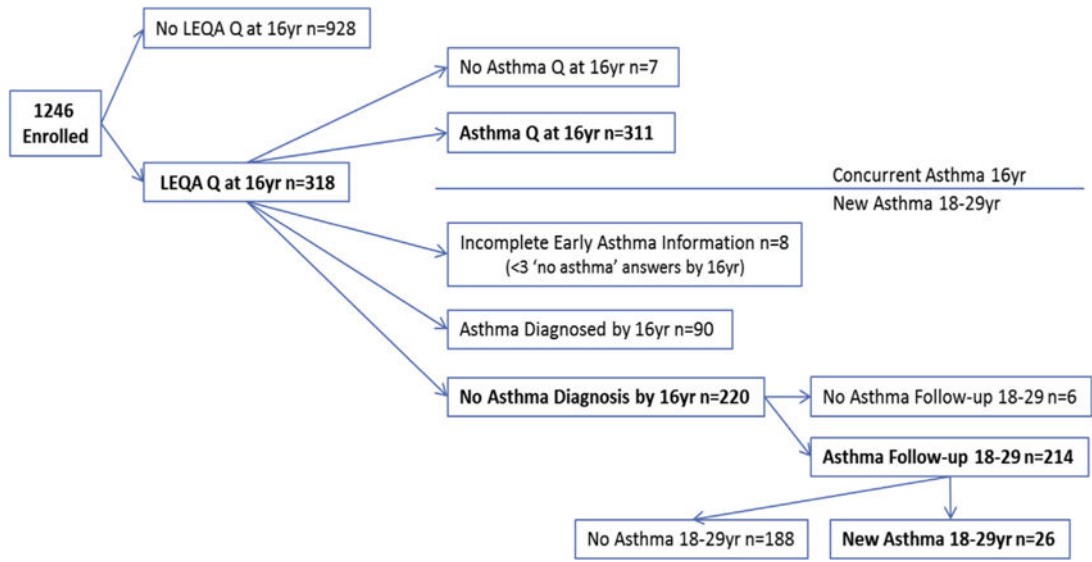 No LEQA Q at 16yr n=928
No Asthma Q at 16yr n=7
1246
Enrolled
Asthma Q at 16yr n=311
LEQA Q at 16yr n=318
Concurrent Asthma 16yr
New Asthma 18-29yr
Incomplete Early Asthma Information n=8
(<3 ‘no asthma’ answers by 16yr)
Asthma Diagnosed by 16yr n=90
No Asthma Diagnosis by 16yr n=220
No Asthma Follow-up 18-29 n=6
Asthma Follow-up 18-29 n=214
No Asthma 18-29yr n=188
New Asthma 18-29yr n=26